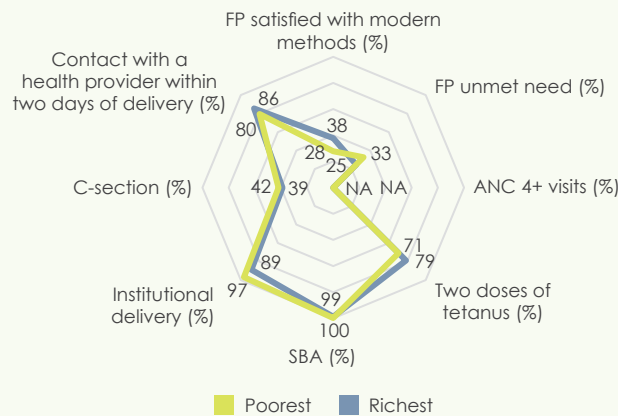 FP satisfied with modern
methods (%)
Contact with a
health provider within
two days of delivery (%)
FP unmet need (%)
86
80
38
28
25
33
C-section (%)
42
39
NA
NA
ANC 4+ visits (%)
71
79
Two doses of
tetanus (%)
Institutional
delivery (%)
89
97
99
100
SBA (%)
Poorest
Richest